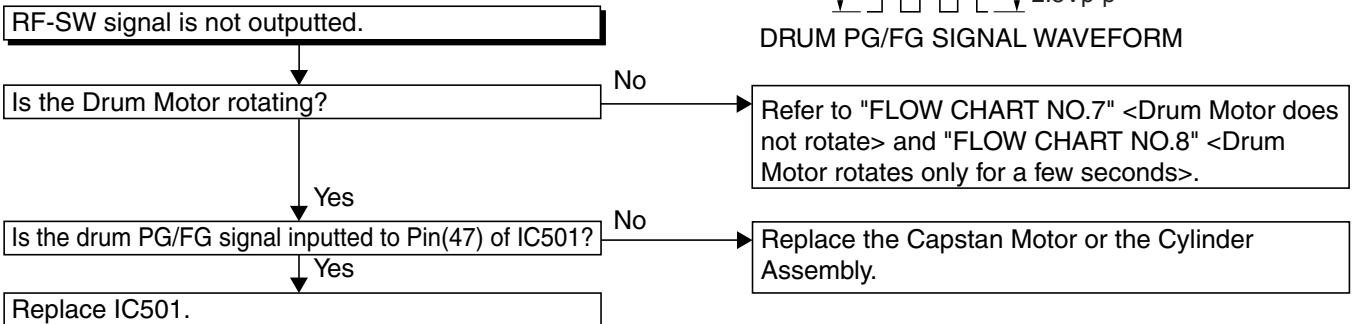 RF-SW signal is not outputted.
DRUM PG/FG SIGNAL WAVEFORM
Is the Drum Motor rotating?
No
Refer to "FLOW CHART NO.7" <Drum Motor does
not rotate> and "FLOW CHART NO.8" <Drum
Motor rotates only for a few seconds>.
Yes
Is the drum PG/FG signal inputted to Pin(47) of IC501?
No
Replace the Capstan Motor or the Cylinder
Assembly.
Yes
Replace IC501.